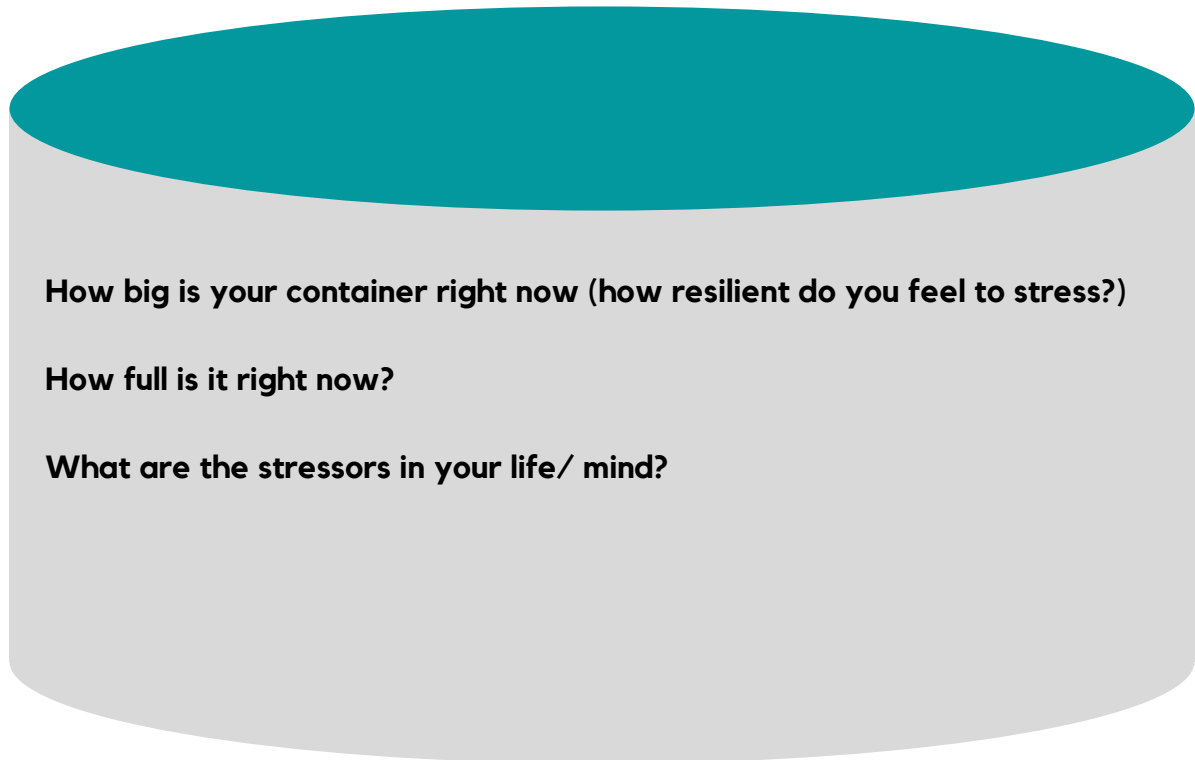 How big is your container right now (how resilient do you feel to stress?)
How full is it right now?
What are the stressors in your life/ mind?